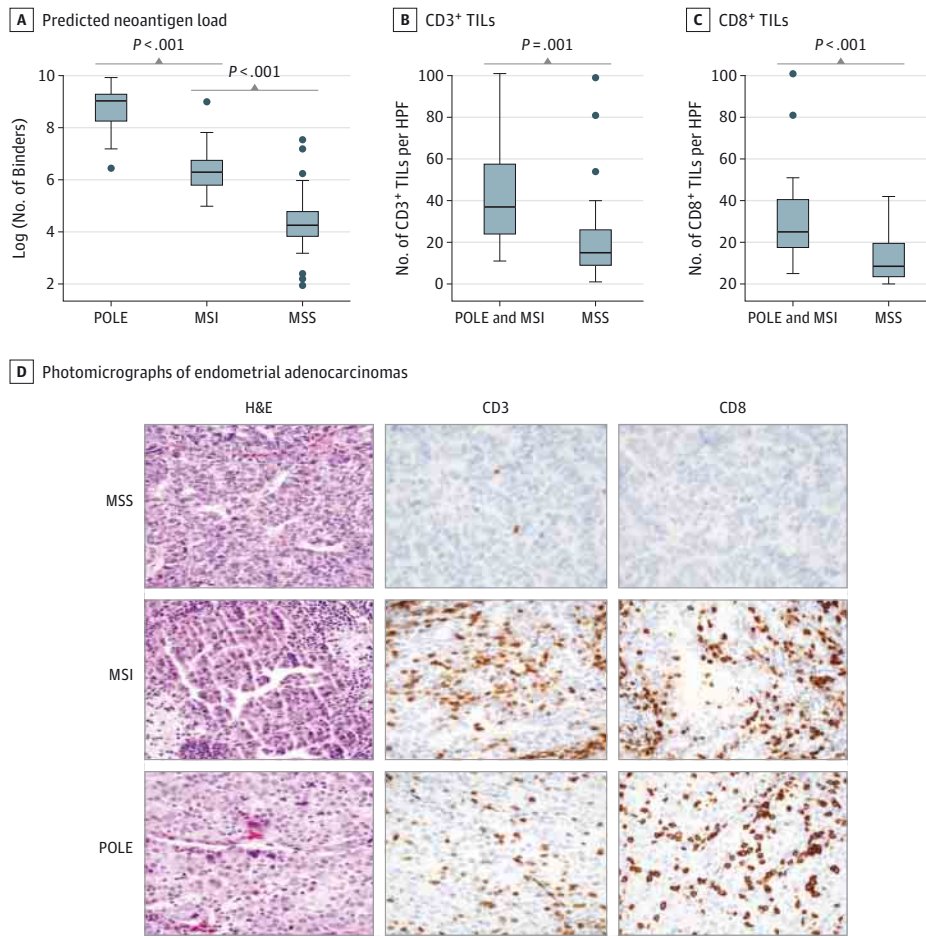 A Predicted neoantigen load
P < .001
P < .001
10
8
6
4
2
Log (No. of Binders)
POLE MSI MSS
B CD3+ TILs
P = .001
100
80
60
40
20
0
No. of CD3+ TILs per HPF
POLE and MSI MSS
C CD8+ TILs
P < .001
100
80
60
40
20
20
No. of CD8+ TILs per HPF
POLE and MSI MSS
D Photomicrographs of endometrial adenocarcinomas
H&E CD3 CD8
MSS
MSI
POLE